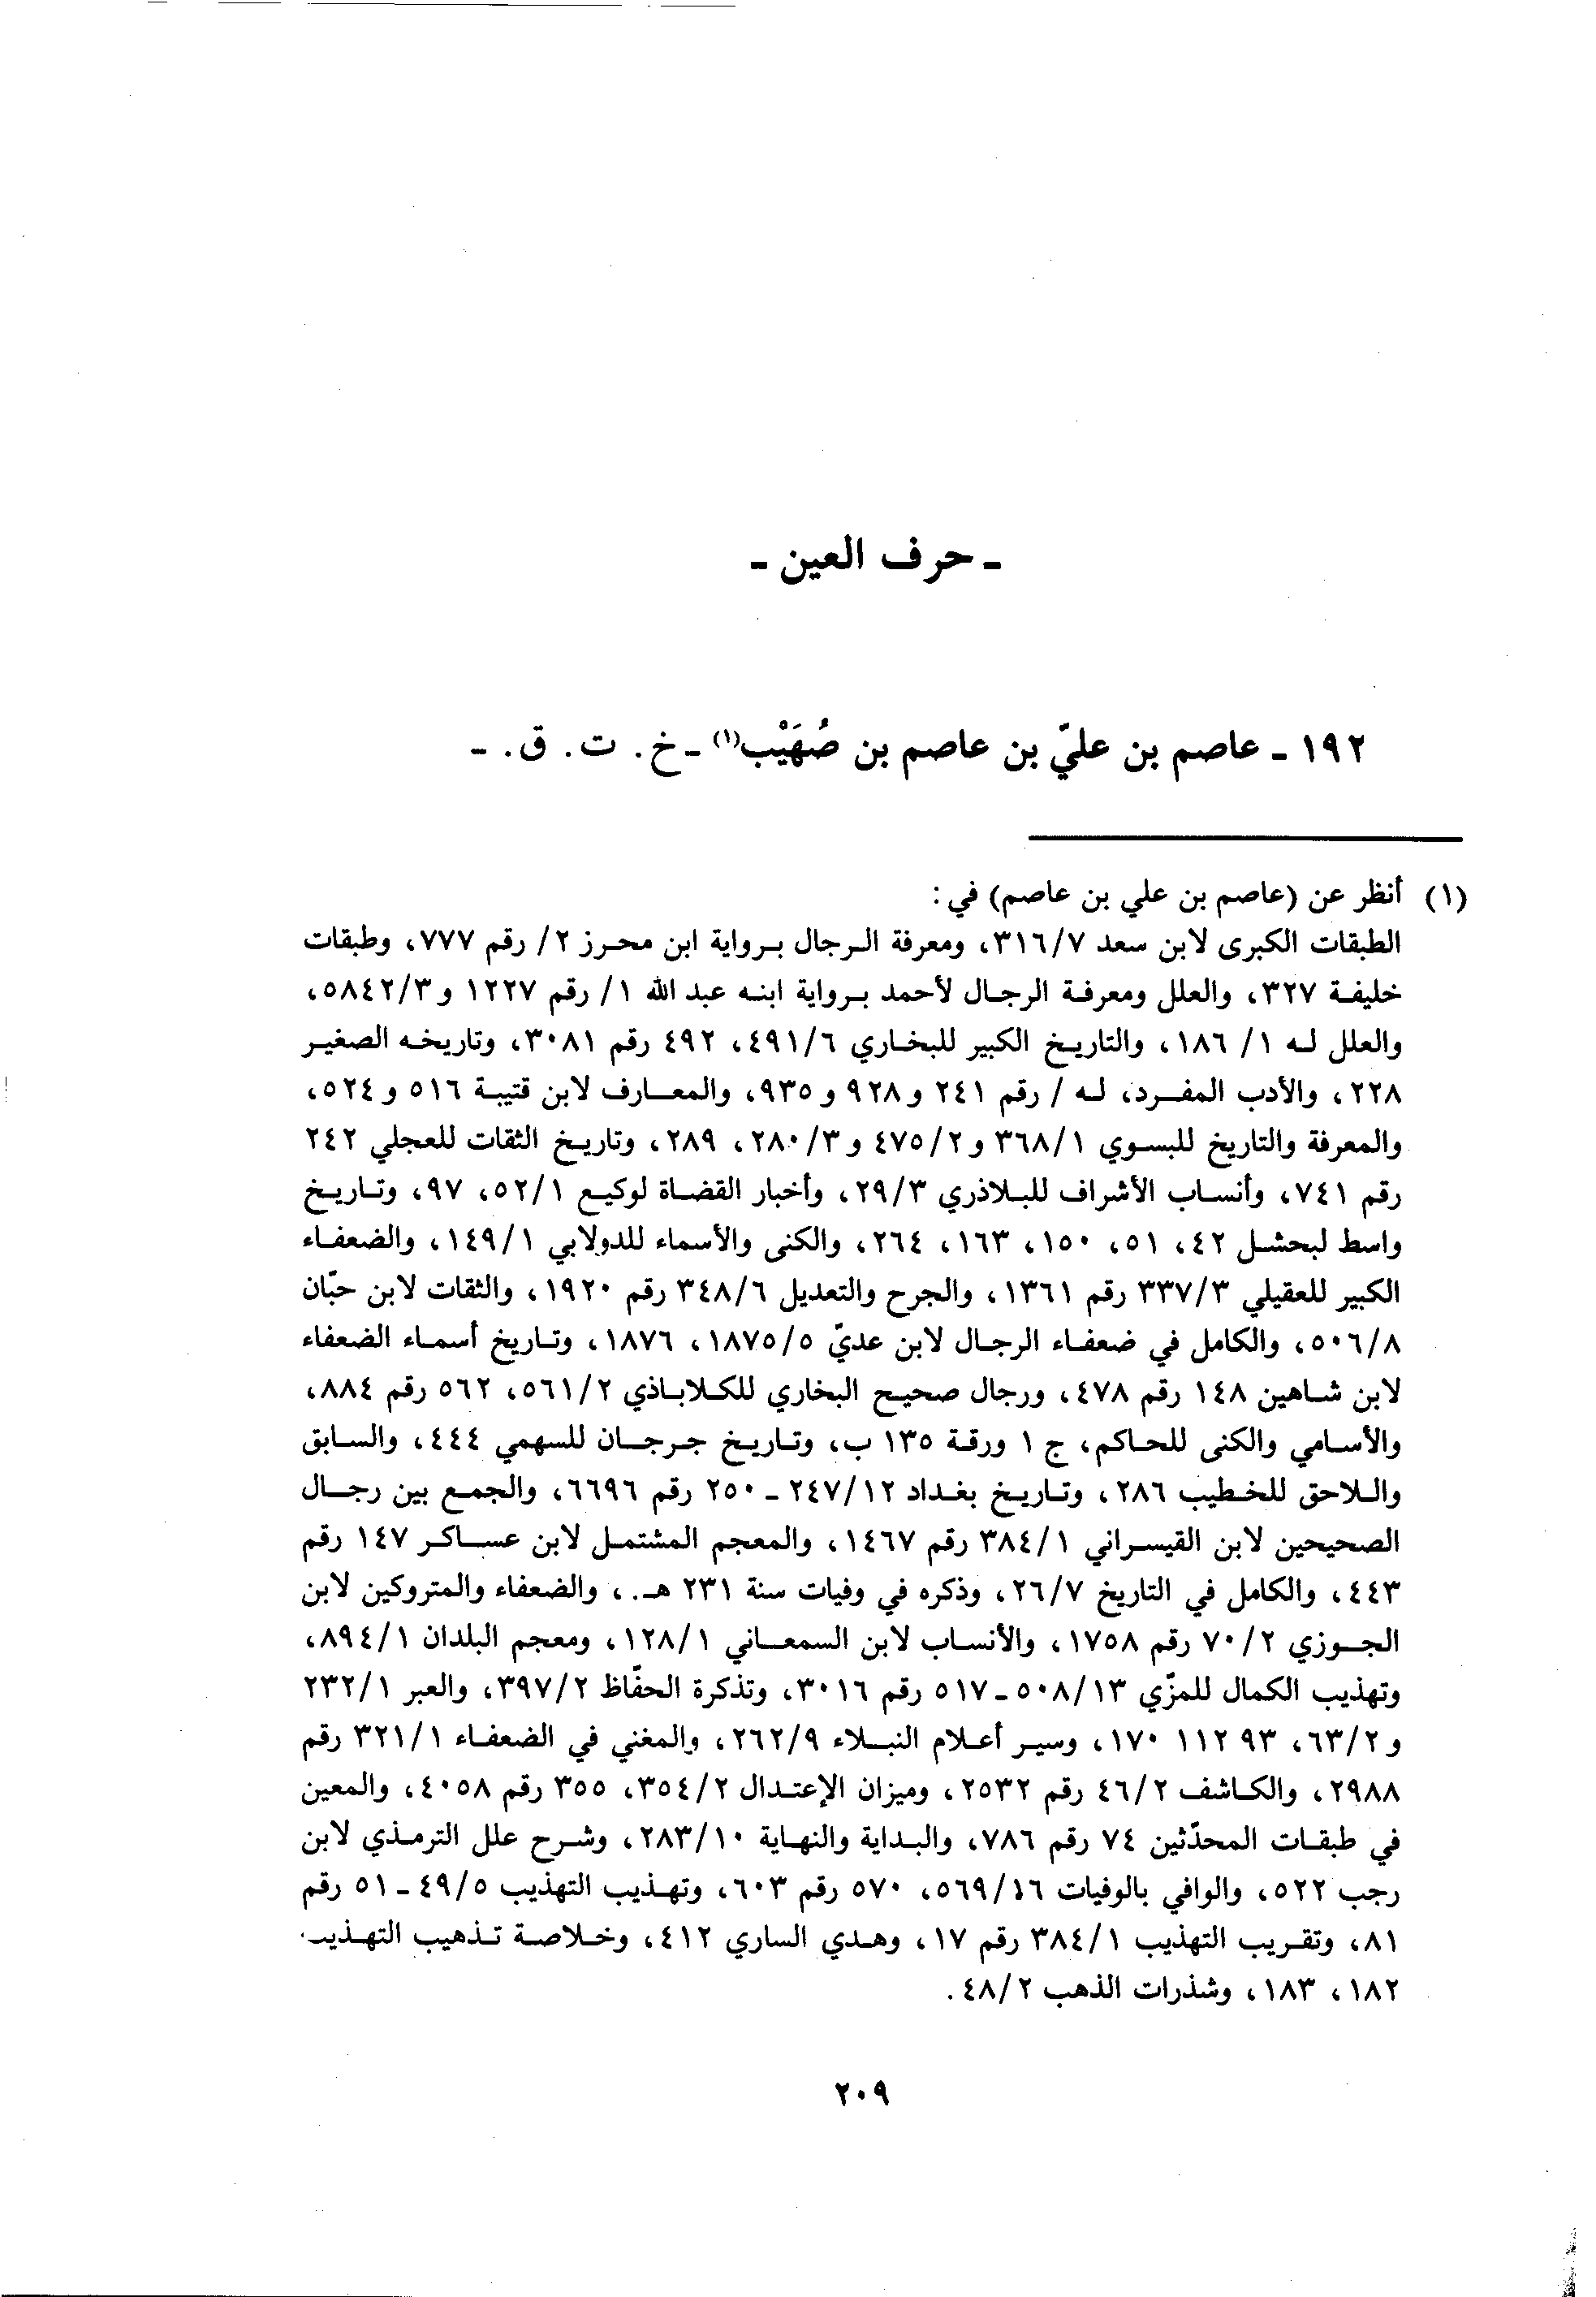 ـ حرف العين ـ
١٩٢ ـ عاصم بن عليّ بن عاصم بن صُهَيْب(١) ـ خ. ت. ق. ـ
(١) أنظر عن (عاصم بن علي بن عاصم) في:
الطبقات الكبرى لابن سعد ٣١٦/٧، ومعرفة الرجال برواية ابن محرز ٢/ رقم ٧٧٧، وطبقات
خليفة ٣٢٧، والعلل ومعرفة الرجال لأحمد برواية ابنه عبد الله ١/ رقم ١٢٢٧ و٥٨٤٢/٣،
والعلل له ١/ ١٨٦، والتاريخ الكبير للبخاري ٤٩١/٦، ٤٩٢ رقم ٣٠٨١، وتاريخه الصغير
٢٢٨، والأدب المفرد، له / رقم ٢٤١ و٩٢٨ و٩٣٥، والمعارف لابن قتيبة ٥١٦ و٥٢٤،
والمعرفة والتاريخ للبسوي ٣٦٨/١ و٤٧٥/٢ و٢٨٠/٣، ٢٨٩، وتاريخ الثقات للعجلي ٢٤٢
رقم ٧٤١، وأنساب الأشراف للبلاذري ٢٩/٣، وأخبار القضاة لوكيع ٥٢/١، ٩٧، وتاريخ
واسط لبحشل ٤٢، ٥١، ١٥٠، ١٦٣، ٢٦٤، والكنى والأسماء للدولابي ١٤٩/١، والضعفاء
الكبير للعقيلي ٣٣٧/٣ رقم ١٣٦١، والجرح والتعديل ٣٤٨/٦ رقم ١٩٢٠، والثقات لابن حبّان
٥٠٦/٨، والكامل في ضعفاء الرجال لابن عديّ ١٨٧٥/٥، ١٨٧٦، وتاريخ أسماء الضعفاء
لابن شاهين ١٤٨ رقم ٤٧٨، ورجال صحيح البخاري للكلاباذي ٥٦١/٢، ٥٦٢ رقم ٨٨٤،
والأسامي والكنى للحاكم، ج ١ ورقة ١٣٥ ب، وتاريخ جرجان للسهمي ٤٤٤، والسابق
واللاحق للخطيب ٢٨٦، وتاريخ بغداد ٢٤٧/١٢ ـ ٢٥٠ رقم ٦٦٩٦، والجمع بين رجال
الصحيحين لابن القيسراني ٣٨٤/١ رقم ١٤٦٧، والمعجم المشتمل لابن عساكر ١٤٧ رقم
٤٤٣، والكامل في التاريخ ٢٦/٧، وذكره في وفيات سنة ٢٣١ هـ.، والضعفاء والمتروكين لابن
الجوزي ٧٠/٢ رقم ١٧٥٨، والأنساب لابن السمعاني ١٢٨/١، ومعجم البلدان ٨٩٤/١،
وتهذيب الكمال للمزّي ٥٠٨/١٣ ـ ٥١٧ رقم ٣٠١٦، وتذكرة الحفّاظ ٣٩٧/٢، والعبر ٢٣٢/١
و٦٣/٢، ٩٣ ١١٢ ١٧٠، وسير أعلام النبلاء ٢٦٢/٩، والمغني في الضعفاء ٣٢١/١ رقم
٢٩٨٨، والكاشف ٤٦/٢ رقم ٢٥٣٢، وميزان الإعتدال ٣٥٤/٢، ٣٥٥ رقم ٤٠٥٨، والمعين
في طبقات المحدّثين ٧٤ رقم ٧٨٦، والبداية والنهاية ٢٨٣/١٠، وشرح علل الترمذي لابن
رجب ٥٢٢، والوافي بالوفيات ٥٦٩/١٦، ٥٧٠ رقم ٦٠٣، وتهذيب التهذيب ٤٩/٥ ـ ٥١ رقم
٨١، وتقريب التهذيب ٣٨٤/١ رقم ١٧، وهدي الساري ٤١٢، وخلاصة تذهيب التهذيب
١٨٢، ١٨٣، وشذرات الذهب ٤٨/٢.
٢٠٩